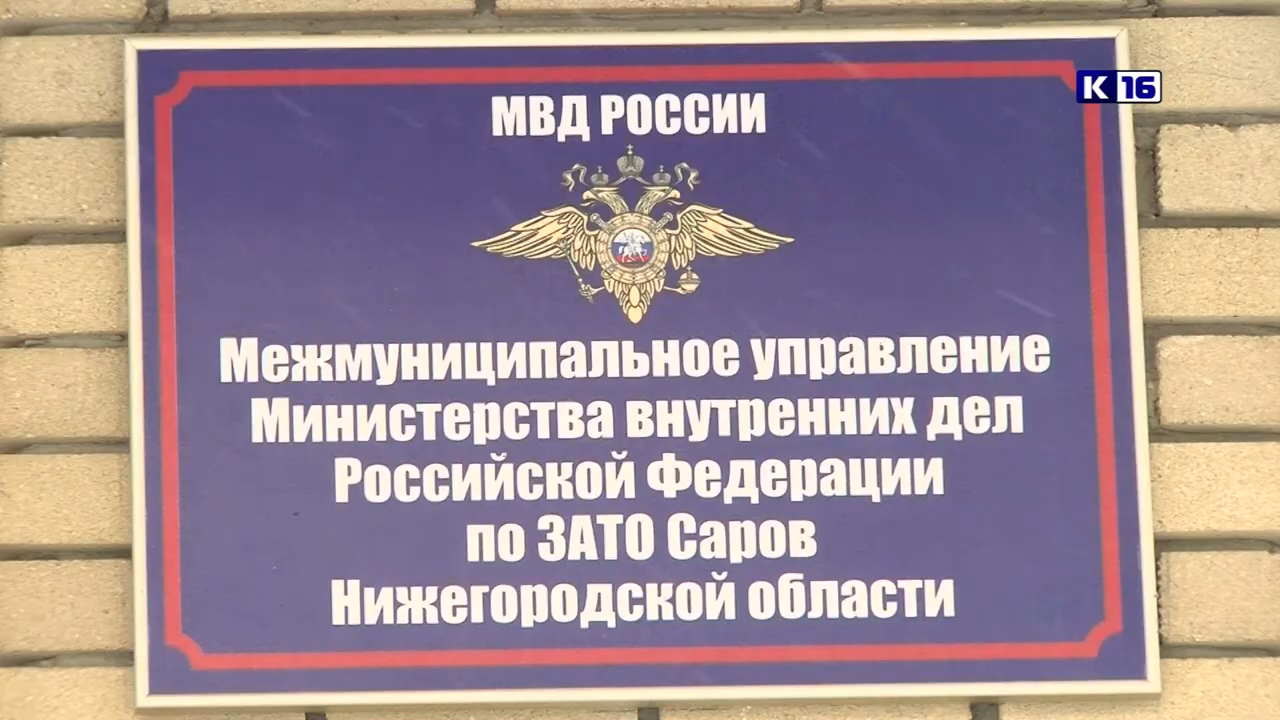 К 16
МВД РОССИИ
Межмуниципальное управление
Министерства внутренних дел
Российской Федерации
по ЗАТО Саров
Нижегородской области